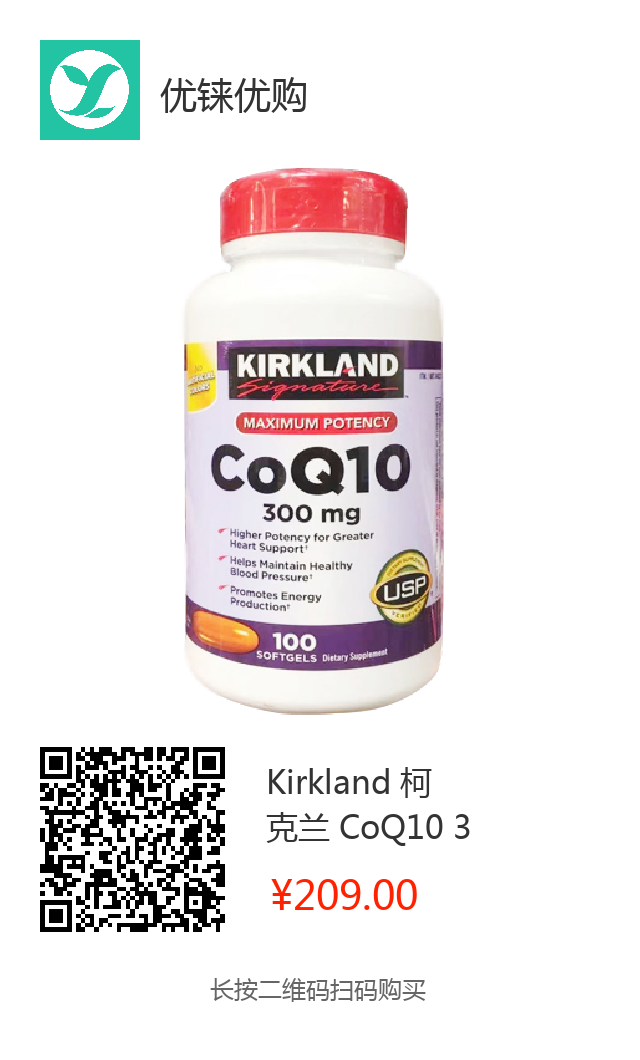 优铼优购
KIRKLAND
Signature
MAXIMUM POTENCY
CoQ10
300 mg
Higher Potency for Greater
Heart Support†
Helps Maintain Healthy
Blood Pressure†
Promotes Energy
Production†
USP
100
SOFTGELS Dietary Supplement
Kirkland 柯
克兰 CoQ10 3
¥209.00
长按二维码扫码购买